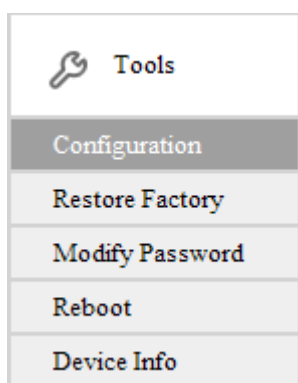 Tools
Configuration
Restore Factory
Modify Password
Reboot
Device Info